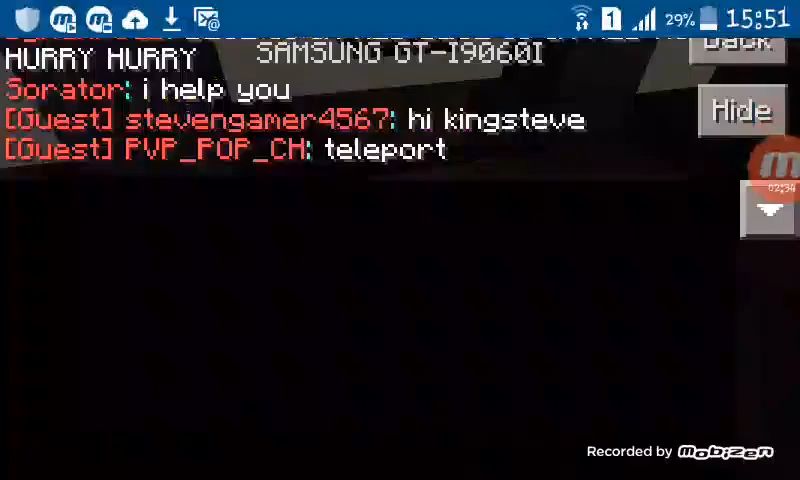 1 29% 15:51
SAMSUNG GT-I9060I
Back
HURRY HURRY
Sorator: i help you
[Guest] stevengamer4567: hi kingsteve
Hide
[Guest] PVP_POP_CH: teleport
02:34
Recorded by mobizen